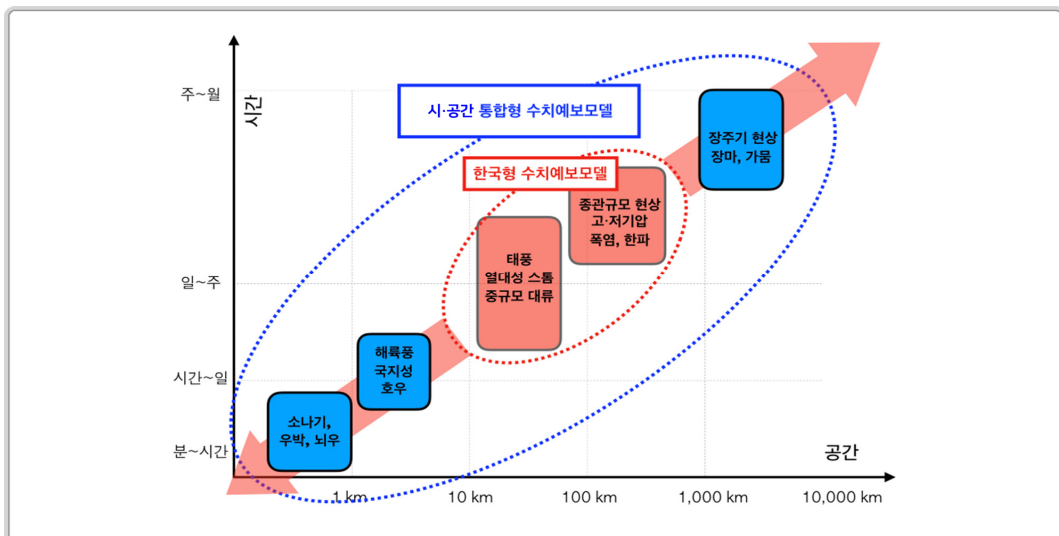 주~월
시간
시·공간 통합형 수치예보모델
장주기 현상
장마, 가뭄
한국형 수치예보모델
종관규모 현상
고·저기압
폭염, 한파
태풍
열대성 스톰
중규모 대류
일~주
해륙풍
국지성
호우
시간~일
소나기,
우박, 뇌우
분~시간
공간
1 km
10 km
100 km
1,000 km
10,000 km